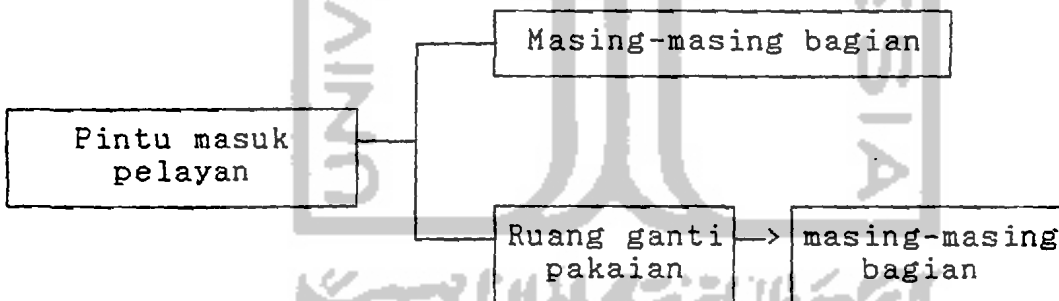 Masing-masing bagian
Pintu masuk
pelayan
Ruang ganti
pakaian
masing-masing
bagian